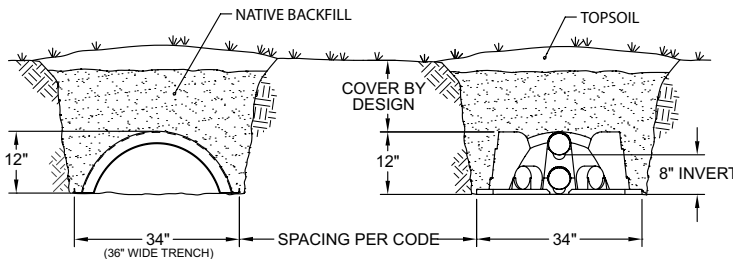 NATIVE BACKFILL
TOPSOIL
COVER BY
DESIGN
12"
12"
8" INVERT
34"
(36" WIDE TRENCH)
SPACING PER CODE
34"